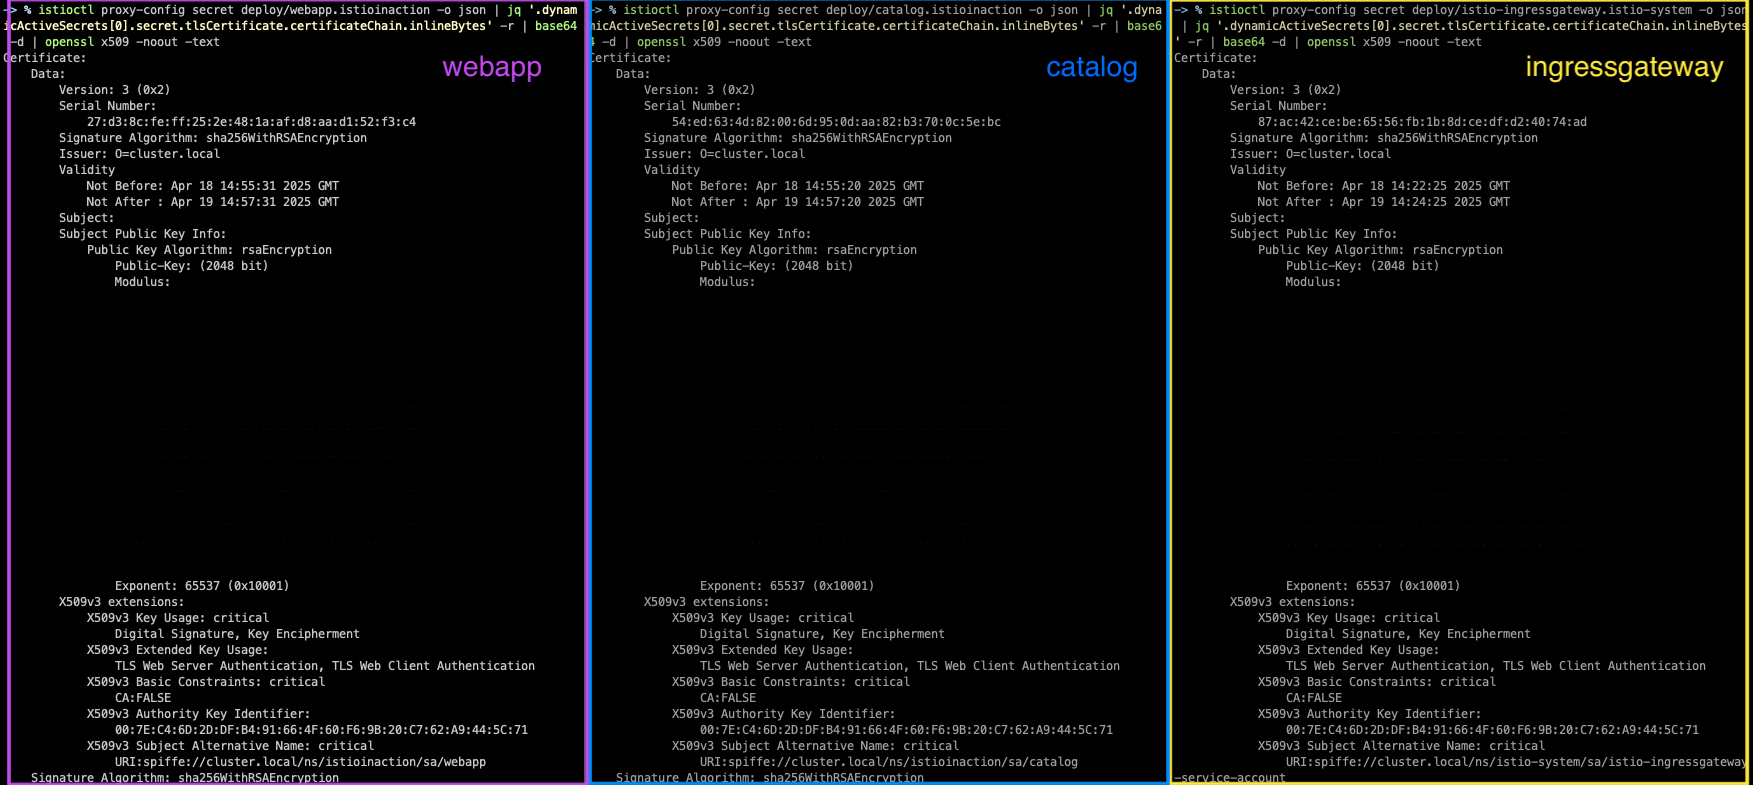 -> % istioctl proxy-config secret deploy/webapp.istioinaction -o json | jq '.dynam
icActiveSecrets[0].secret.tlsCertificate.certificateChain.inlineBytes' -r | base64
-d | openssl x509 -noout -text
webapp
Certificate:
Data:
Version: 3 (0x2)
Serial Number:
27:d3:8c:fe:ff:25:2e:48:1a:af:d8:aa:d1:52:f3:c4
Signature Algorithm: sha256WithRSAEncryption
Issuer: O=cluster.local
Validity
Not Before: Apr 18 14:55:31 2025 GMT
Not After : Apr 19 14:57:31 2025 GMT
Subject:
Subject Public Key Info:
Public Key Algorithm: rsaEncryption
Public-Key: (2048 bit)
Modulus:
Exponent: 65537 (0x10001)
X509v3 extensions:
X509v3 Key Usage: critical
Digital Signature, Key Encipherment
X509v3 Extended Key Usage:
TLS Web Server Authentication, TLS Web Client Authentication
X509v3 Basic Constraints: critical
CA:FALSE
X509v3 Authority Key Identifier:
00:7E:C4:6D:2D:DF:B4:91:66:4F:60:F6:9B:20:C7:62:A9:44:5C:71
X509v3 Subject Alternative Name: critical
URI:spiffe://cluster.local/ns/istioinaction/sa/webapp
Signature Algorithm: sha256WithRSAEncryption
-> % istioctl proxy-config secret deploy/catalog.istioinaction -o json | jq '.dyna
micActiveSecrets[0].secret.tlsCertificate.certificateChain.inlineBytes' -r | base6
4 -d | openssl x509 -noout -text
catalog
Certificate:
Data:
Version: 3 (0x2)
Serial Number:
54:ed:63:4d:82:00:6d:95:0d:aa:82:b3:70:0c:5e:bc
Signature Algorithm: sha256WithRSAEncryption
Issuer: O=cluster.local
Validity
Not Before: Apr 18 14:55:20 2025 GMT
Not After : Apr 19 14:57:20 2025 GMT
Subject:
Subject Public Key Info:
Public Key Algorithm: rsaEncryption
Public-Key: (2048 bit)
Modulus:
Exponent: 65537 (0x10001)
X509v3 extensions:
X509v3 Key Usage: critical
Digital Signature, Key Encipherment
X509v3 Extended Key Usage:
TLS Web Server Authentication, TLS Web Client Authentication
X509v3 Basic Constraints: critical
CA:FALSE
X509v3 Authority Key Identifier:
00:7E:C4:6D:2D:DF:B4:91:66:4F:60:F6:9B:20:C7:62:A9:44:5C:71
X509v3 Subject Alternative Name: critical
URI:spiffe://cluster.local/ns/istioinaction/sa/catalog
Signature Algorithm: sha256WithRSAEncryption
-> % istioctl proxy-config secret deploy/istio-ingressgateway.istio-system -o json
| jq '.dynamicActiveSecrets[0].secret.tlsCertificate.certificateChain.inlineBytes
' -r | base64 -d | openssl x509 -noout -text
ingressgateway
Certificate:
Data:
Version: 3 (0x2)
Serial Number:
87:ac:42:ce:be:65:56:fb:1b:8d:ce:df:d2:40:74:ad
Signature Algorithm: sha256WithRSAEncryption
Issuer: O=cluster.local
Validity
Not Before: Apr 18 14:22:25 2025 GMT
Not After : Apr 19 14:24:25 2025 GMT
Subject:
Subject Public Key Info:
Public Key Algorithm: rsaEncryption
Public-Key: (2048 bit)
Modulus:
Exponent: 65537 (0x10001)
X509v3 extensions:
X509v3 Key Usage: critical
Digital Signature, Key Encipherment
X509v3 Extended Key Usage:
TLS Web Server Authentication, TLS Web Client Authentication
X509v3 Basic Constraints: critical
CA:FALSE
X509v3 Authority Key Identifier:
00:7E:C4:6D:2D:DF:B4:91:66:4F:60:F6:9B:20:C7:62:A9:44:5C:71
X509v3 Subject Alternative Name: critical
URI:spiffe://cluster.local/ns/istio-system/sa/istio-ingressgateway
-service-account